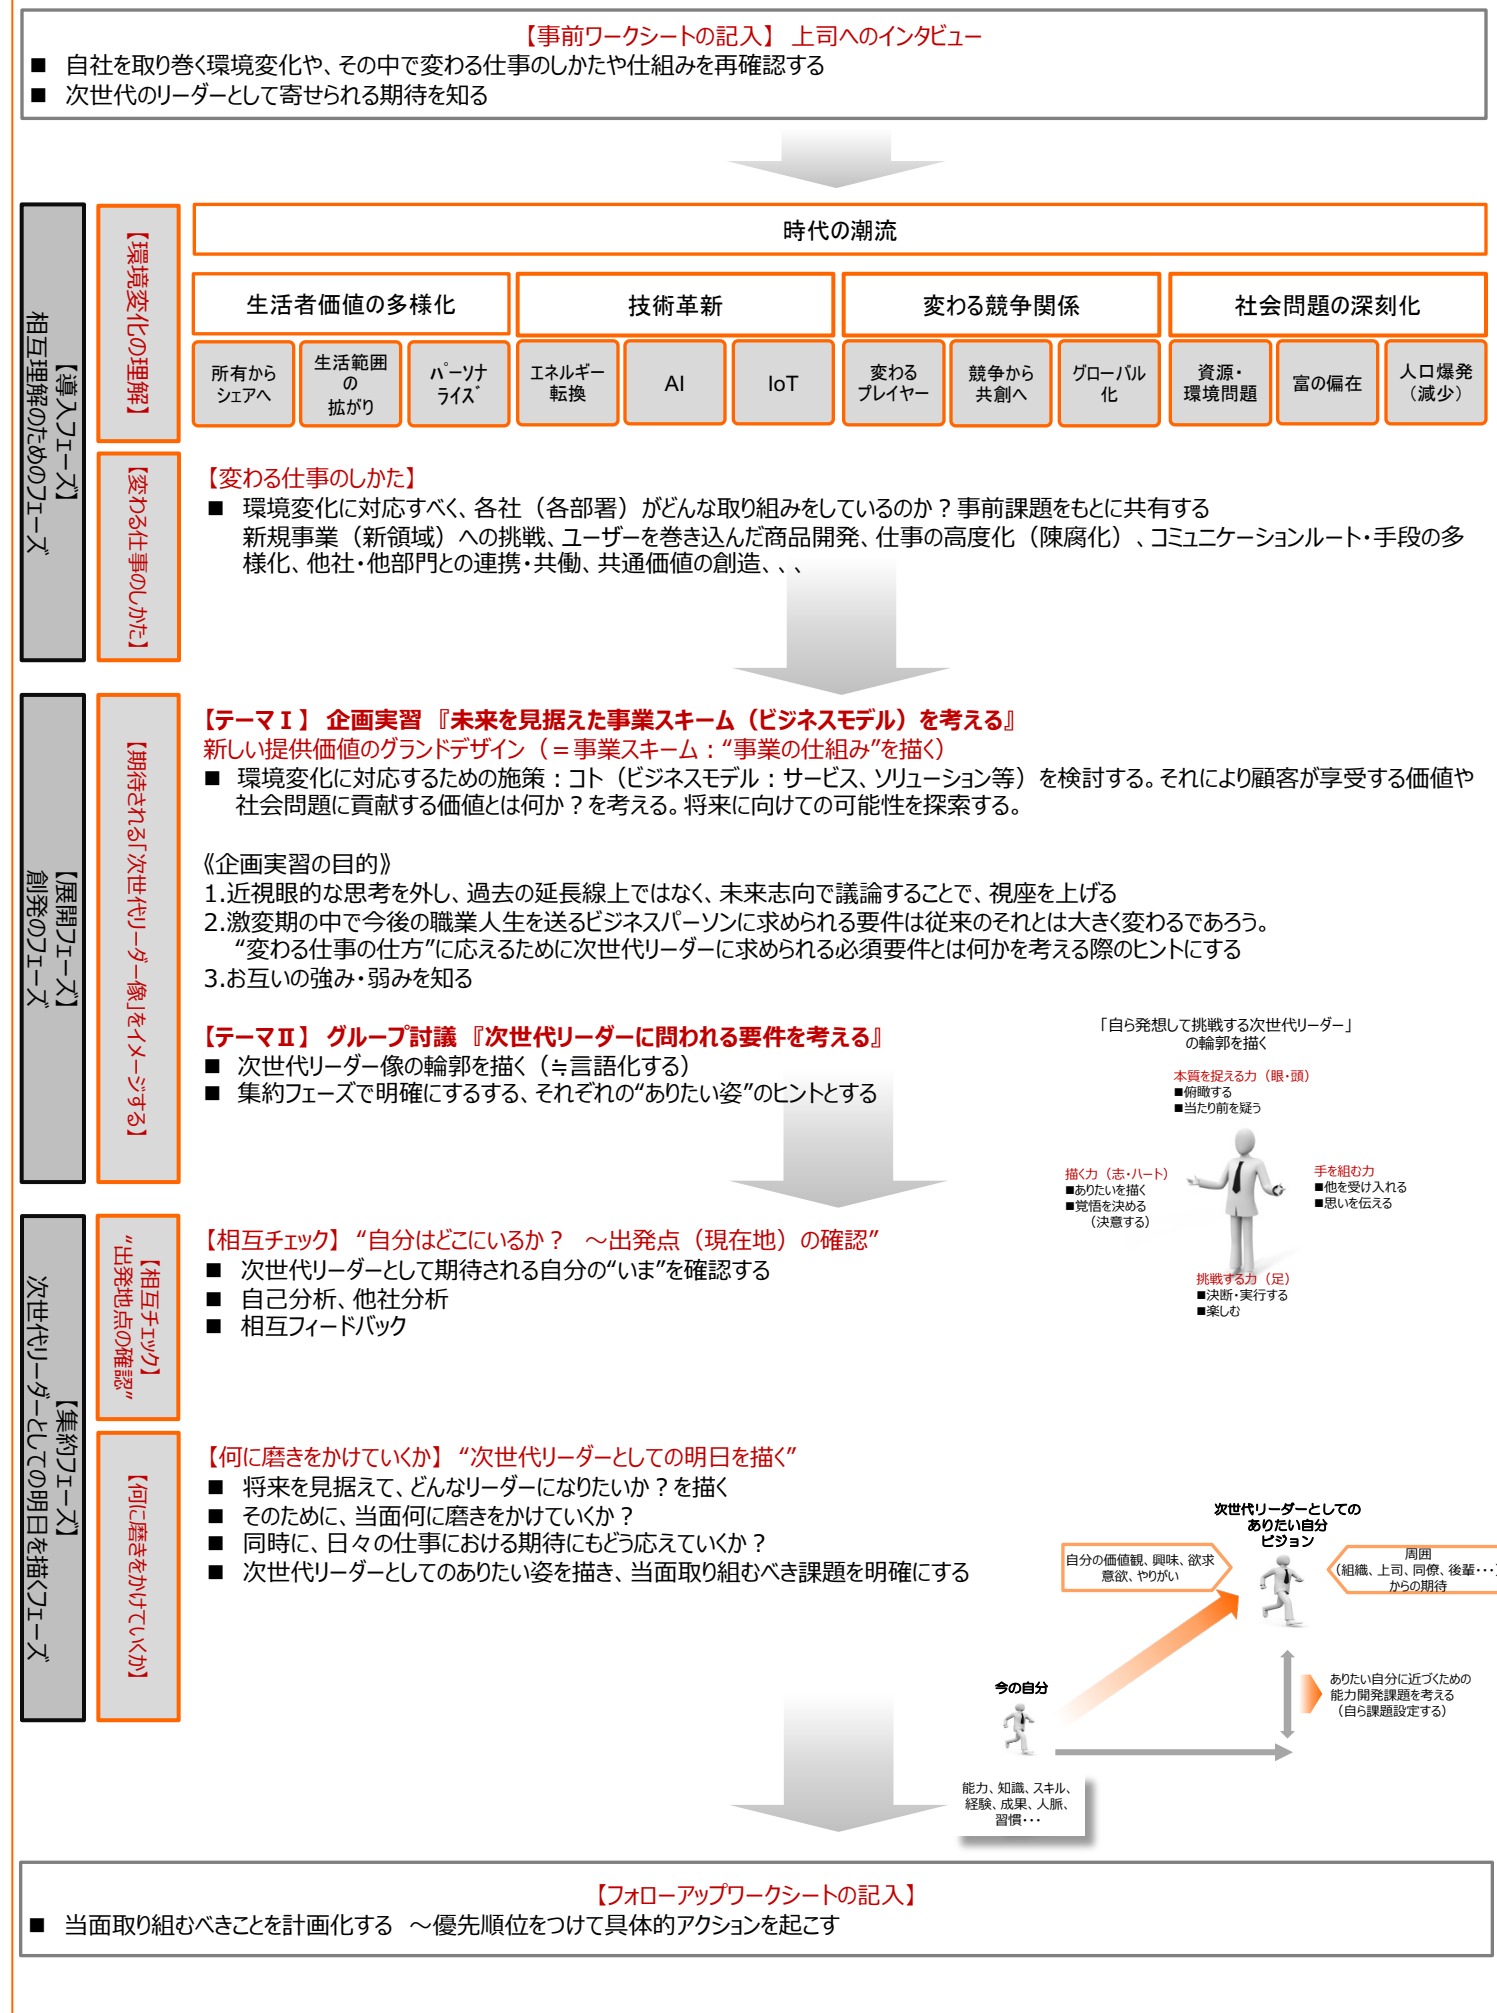 【事前ワークシートの記入】 上司へのインタビュー
■ 自社を取り巻く環境変化や、その中で変わる仕事のしかたや仕組みを再確認する
■ 次世代のリーダーとして寄せられる期待を知る
【導入フェーズ】
相互理解のためのフェーズ
【環境変化の理解】
時代の潮流
生活者価値の多様化
技術革新
変わる競争関係
社会問題の深刻化
所有から
シェアへ
生活範囲
の
拡がり
パーソナ
ライズ
エネルギー
転換
AI
IoT
変わる
プレイヤー
競争から
共創へ
グローバル
化
資源・
環境問題
富の偏在
人口爆発
（減少）
【変わる仕事のしかた】
【変わる仕事のしかた】
■ 環境変化に対応すべく、各社（各部署）がどんな取り組みをしているのか？事前課題をもとに共有する
新規事業（新領域）への挑戦、ユーザーを巻き込んだ商品開発、仕事の高度化（陳腐化）、コミュニケーションルート・手段の多
様化、他社・他部門との連携・共働、共通価値の創造、、、
【展開フェーズ】
創発のフェーズ
【期待される「次世代リーダー像」をイメージする】
【テーマⅠ】 企画実習 『未来を見据えた事業スキーム（ビジネスモデル）を考える』
新しい提供価値のグランドデザイン（＝事業スキーム：“事業の仕組み”を描く）
■ 環境変化に対応するための施策：コト（ビジネスモデル：サービス、ソリューション等）を検討する。それにより顧客が享受する価値や
社会問題に貢献する価値とは何か？を考える。将来に向けての可能性を探索する。
《企画実習の目的》
1.近視眼的な思考を外し、過去の延長線上ではなく、未来志向で議論することで、視座を上げる
2.激変期の中で今後の職業人生を送るビジネスパーソンに求められる要件は従来のそれとは大きく変わるであろう。
“変わる仕事の仕方”に応えるために次世代リーダーに求められる必須要件とは何かを考える際のヒントにする
3.お互いの強み・弱みを知る
【テーマⅡ】 グループ討議 『次世代リーダーに問われる要件を考える』
■ 次世代リーダー像の輪郭を描く（≒言語化する）
■ 集約フェーズで明確にするする、それぞれの“ありたい姿”のヒントとする
「自ら発想して挑戦する次世代リーダー」
の輪郭を描く
本質を捉える力（眼・頭）
■俯瞰する
■当たり前を疑う
描く力（志・ハート）
■ありたいを描く
■覚悟を決める
（決意する）
手を組む力
■他を受け入れる
■思いを伝える
挑戦する力（足）
■決断・実行する
■楽しむ
【集約フェーズ】
次世代リーダーとしての明日を描くフェーズ
【相互チェック】
“出発地点の確認”
【相互チェック】“自分はどこにいるか？ ～出発点（現在地）の確認”
■ 次世代リーダーとして期待される自分の“いま”を確認する
■ 自己分析、他社分析
■ 相互フィードバック
【何に磨きをかけていくか】
【何に磨きをかけていくか】“次世代リーダーとしての明日を描く”
■ 将来を見据えて、どんなリーダーになりたいか？を描く
■ そのために、当面何に磨きをかけていくか？
■ 同時に、日々の仕事における期待にもどう応えていくか？
■ 次世代リーダーとしてのありたい姿を描き、当面取り組むべき課題を明確にする
次世代リーダーとしての
ありたい自分
ビジョン
自分の価値観、興味、欲求
意欲、やりがい
周囲
（組織、上司、同僚、後輩・・・）
からの期待
今の自分
ありたい自分に近づくための
能力開発課題を考える
（自ら課題設定する）
能力、知識、スキル、
経験、成果、人脈、
習慣・・・
【フォローアップワークシートの記入】
■ 当面取り組むべきことを計画化する ～優先順位をつけて具体的アクションを起こす